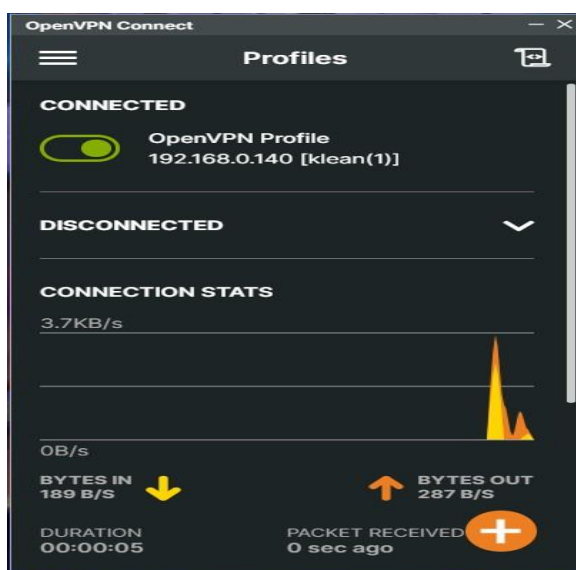 OpenVPN Connect
Profiles
CONNECTED
OpenVPN Profile
192.168.0.140 [klean(1)]
DISCONNECTED
CONNECTION STATS
3.7KB/s
0B/s
BYTES IN
189 B/S
BYTES OUT
287 B/S
DURATION
00:00:05
PACKET RECEIVED
0 sec ago